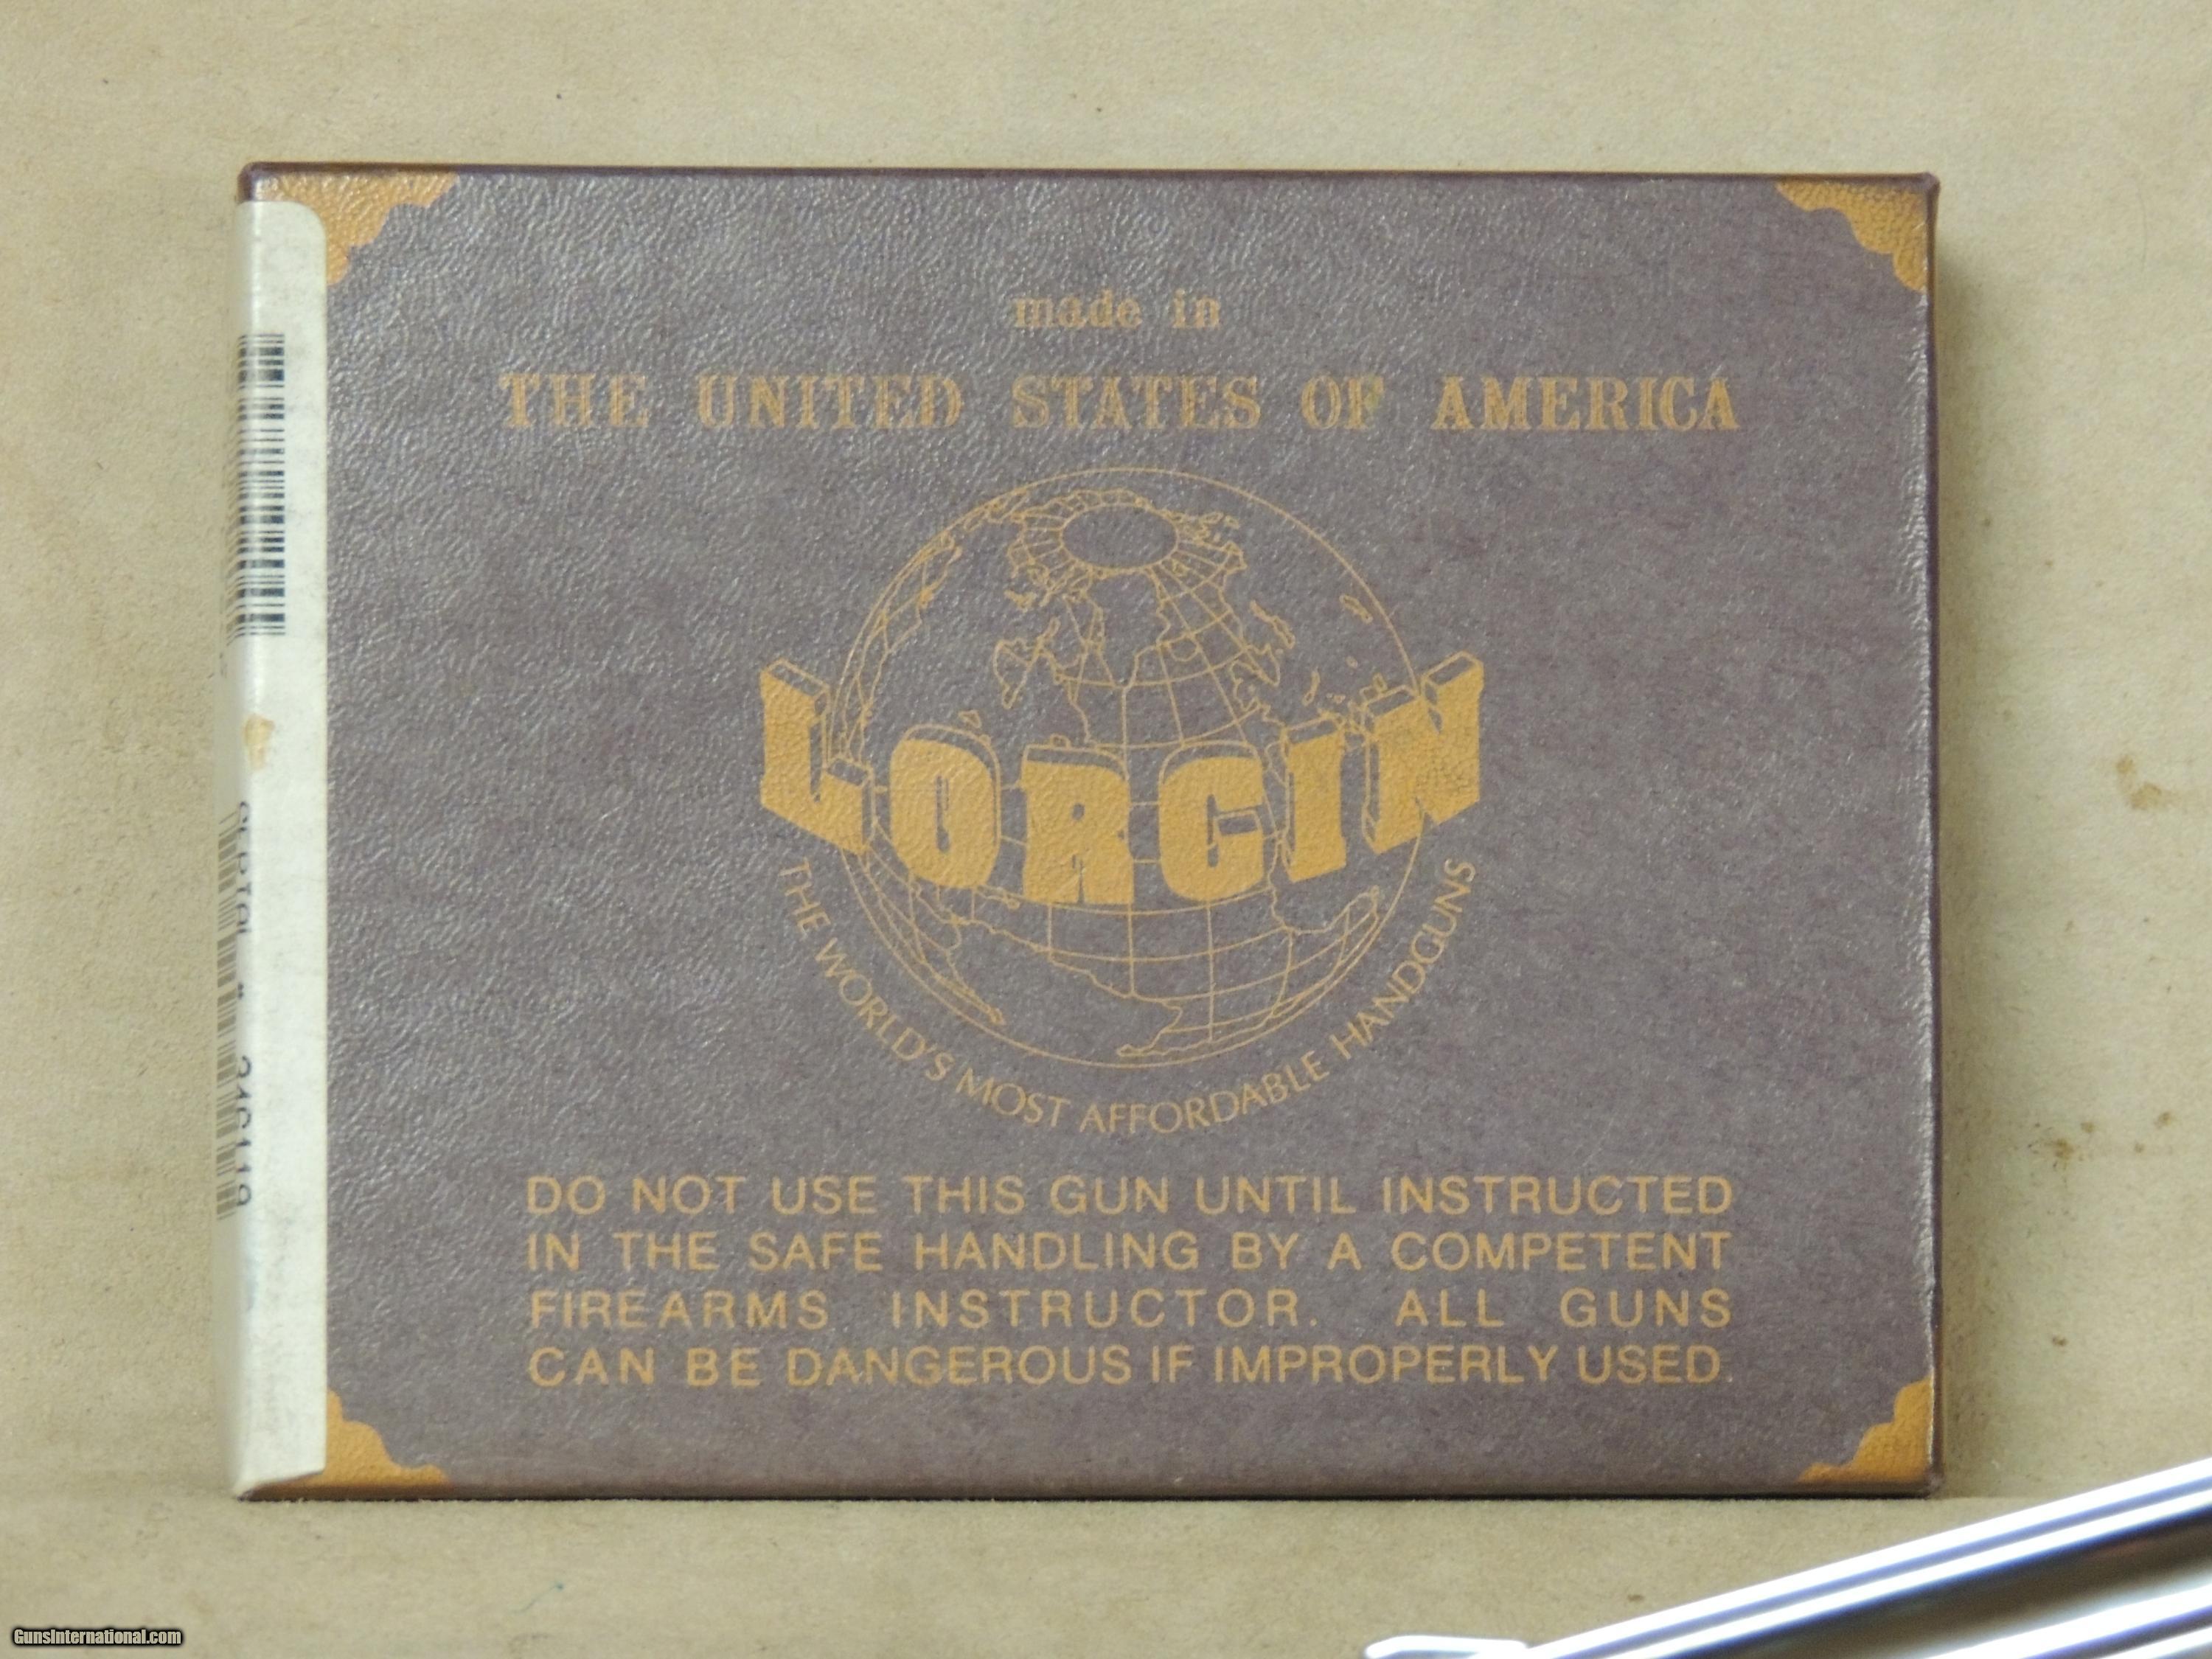 made in
THE UNITED STATES OF AMERICA
LORCIN
THE WORLD'S MOST AFFORDABLE HANDGUNS
DO NOT USE THIS GUN UNTIL INSTRUCTED
IN THE SAFE HANDLING BY A COMPETENT
FIREARMS INSTRUCTOR. ALL GUNS
CAN BE DANGEROUS IF IMPROPERLY USED.
GunsInternational.com